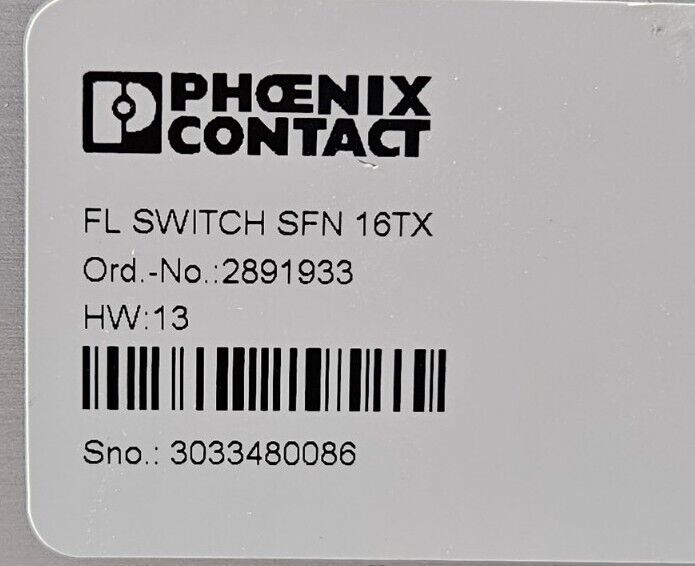 PHŒNIX
CONTACT
FL SWITCH SFN 16TX
Ord.-No.:2891933
HW:13
Sno.: 3033480086